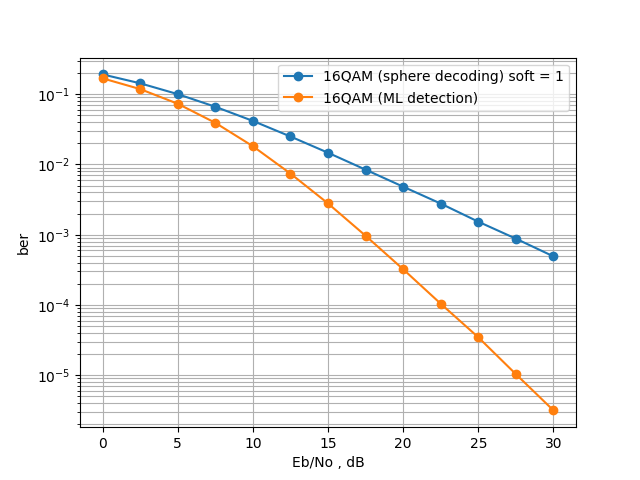 16QAM (sphere decoding) soft = 1
16QAM (ML detection)
10⁻¹
10⁻²
10⁻³
10⁻⁴
10⁻⁵
ber
0 5 10 15 20 25 30
Eb/No , dB